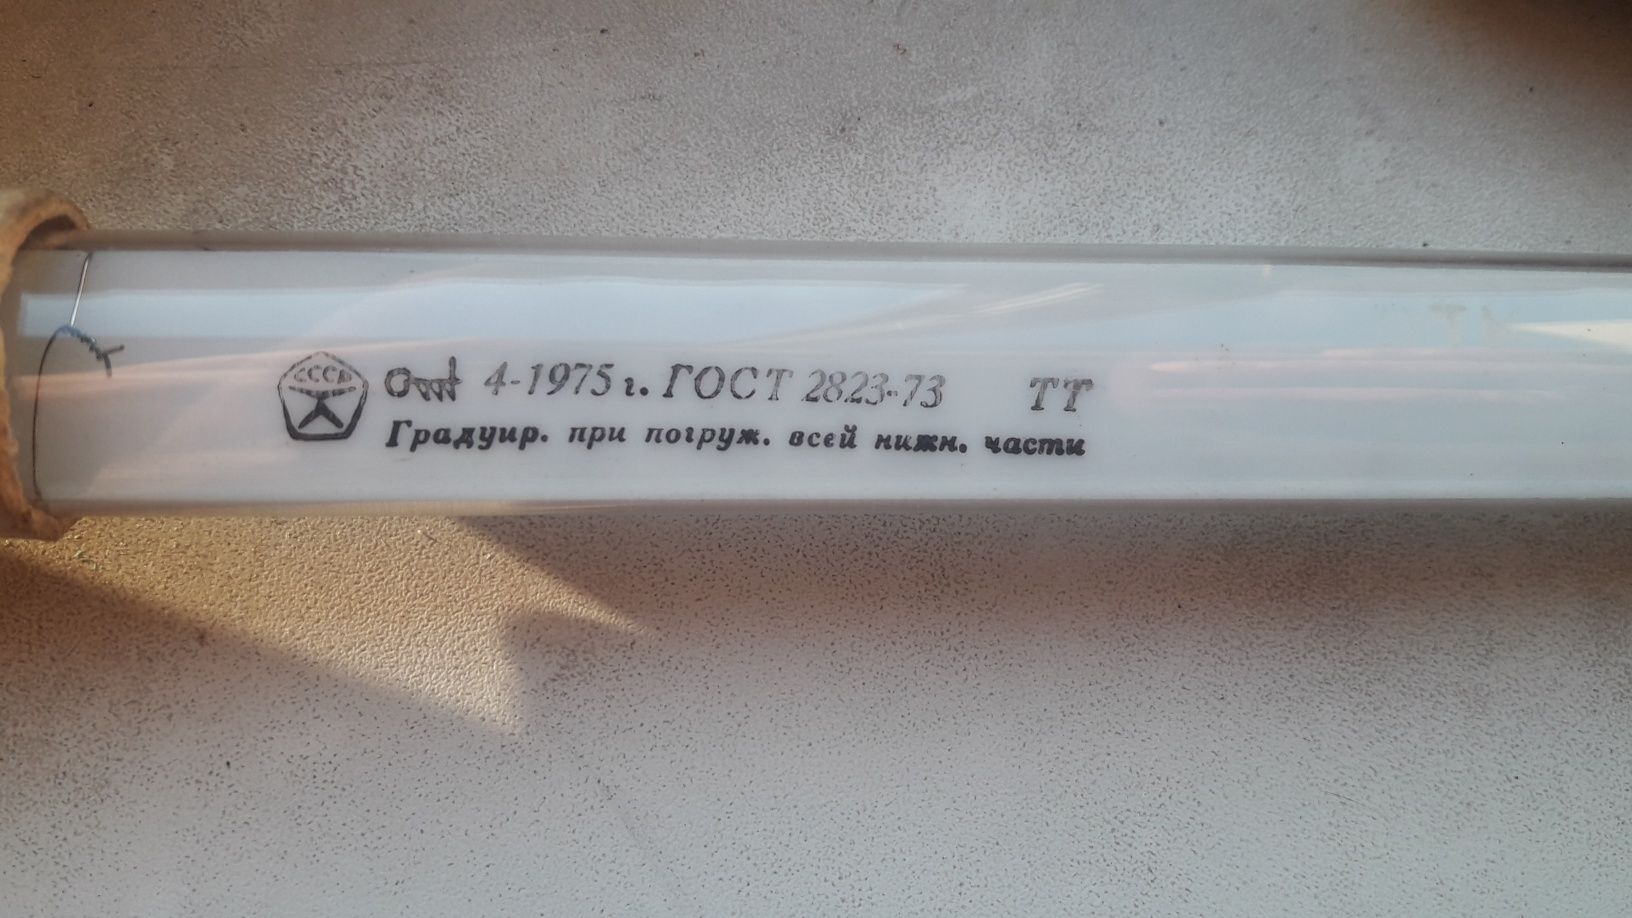 СССР 4-1975 г. ГОСТ 2823-73 ТТ
Градуир. при погруж. всей нижн. части